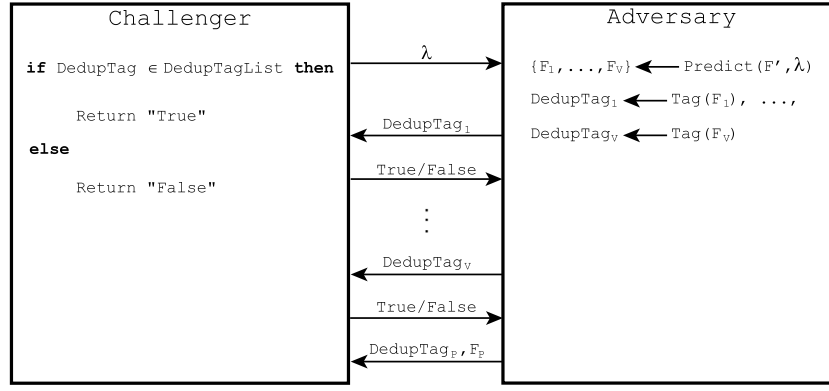 Challenger
if DedupTag ∈ DedupTagList then
Return "True"
else
Return "False"
λ
DedupTag₁
True/False
⋮
DedupTagᵥ
True/False
DedupTagₚ,Fₚ
Adversary
{F₁,...,Fᵥ} ← Predict(F',λ)
DedupTag₁ ← Tag(F₁), ...,
DedupTagᵥ ← Tag(Fᵥ)